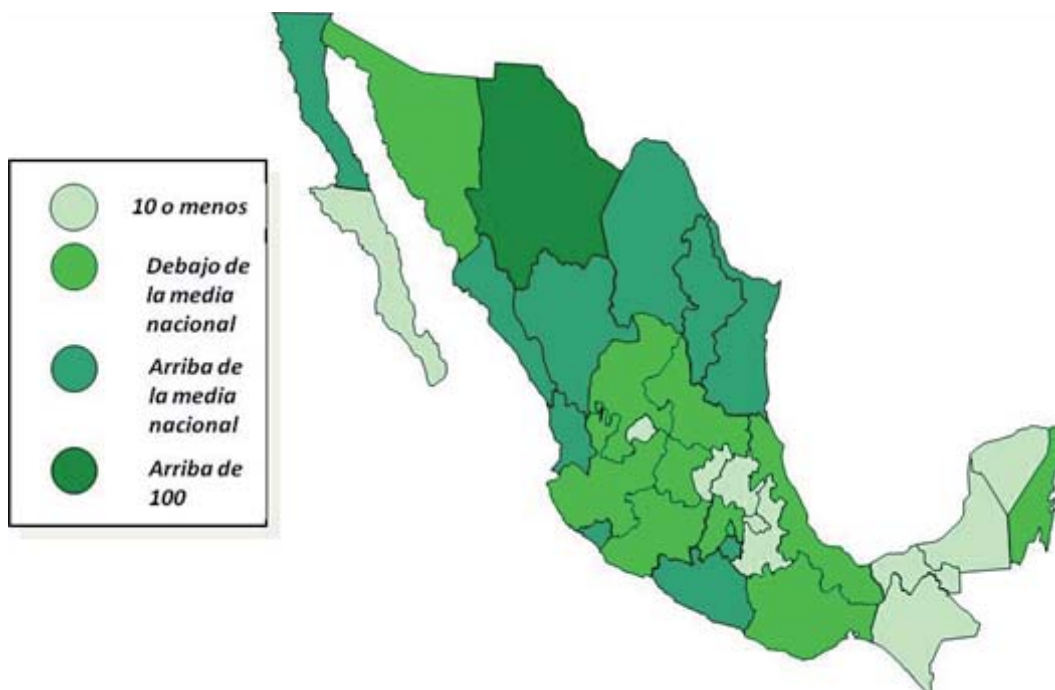 10 o menos
Debajo de
la media
nacional
Arriba de
la media
nacional
Arriba de
100